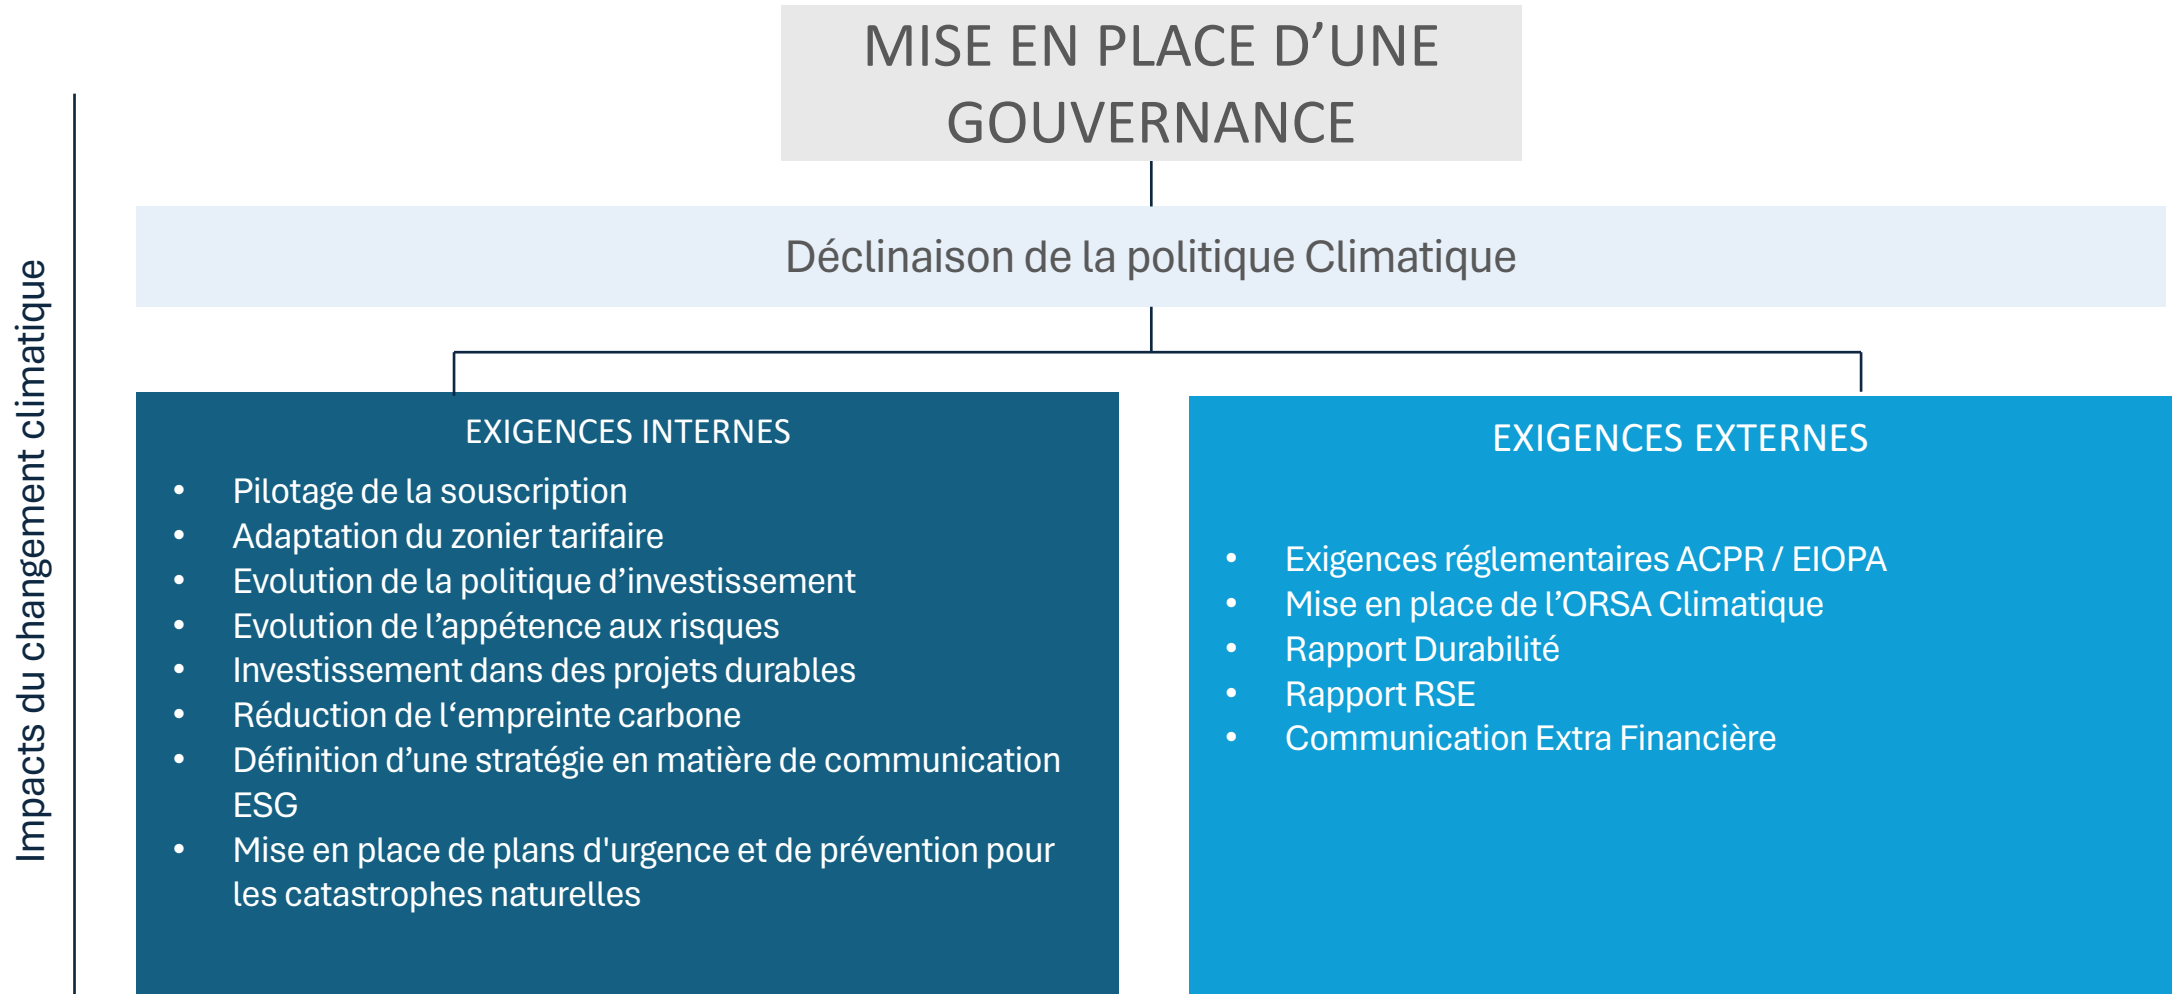 MISE EN PLACE D’UNE
GOUVERNANCE
Impacts du changement climatique
Déclinaison de la politique Climatique
EXIGENCES INTERNES
• Pilotage de la souscription
• Adaptation du zonier tarifaire
• Evolution de la politique d’investissement
• Evolution de l’appétence aux risques
• Investissement dans des projets durables
• Réduction de l‘empreinte carbone
• Définition d’une stratégie en matière de communication
ESG
• Mise en place de plans d'urgence et de prévention pour
les catastrophes naturelles
EXIGENCES EXTERNES
• Exigences réglementaires ACPR / EIOPA
• Mise en place de l’ORSA Climatique
• Rapport Durabilité
• Rapport RSE
• Communication Extra Financière